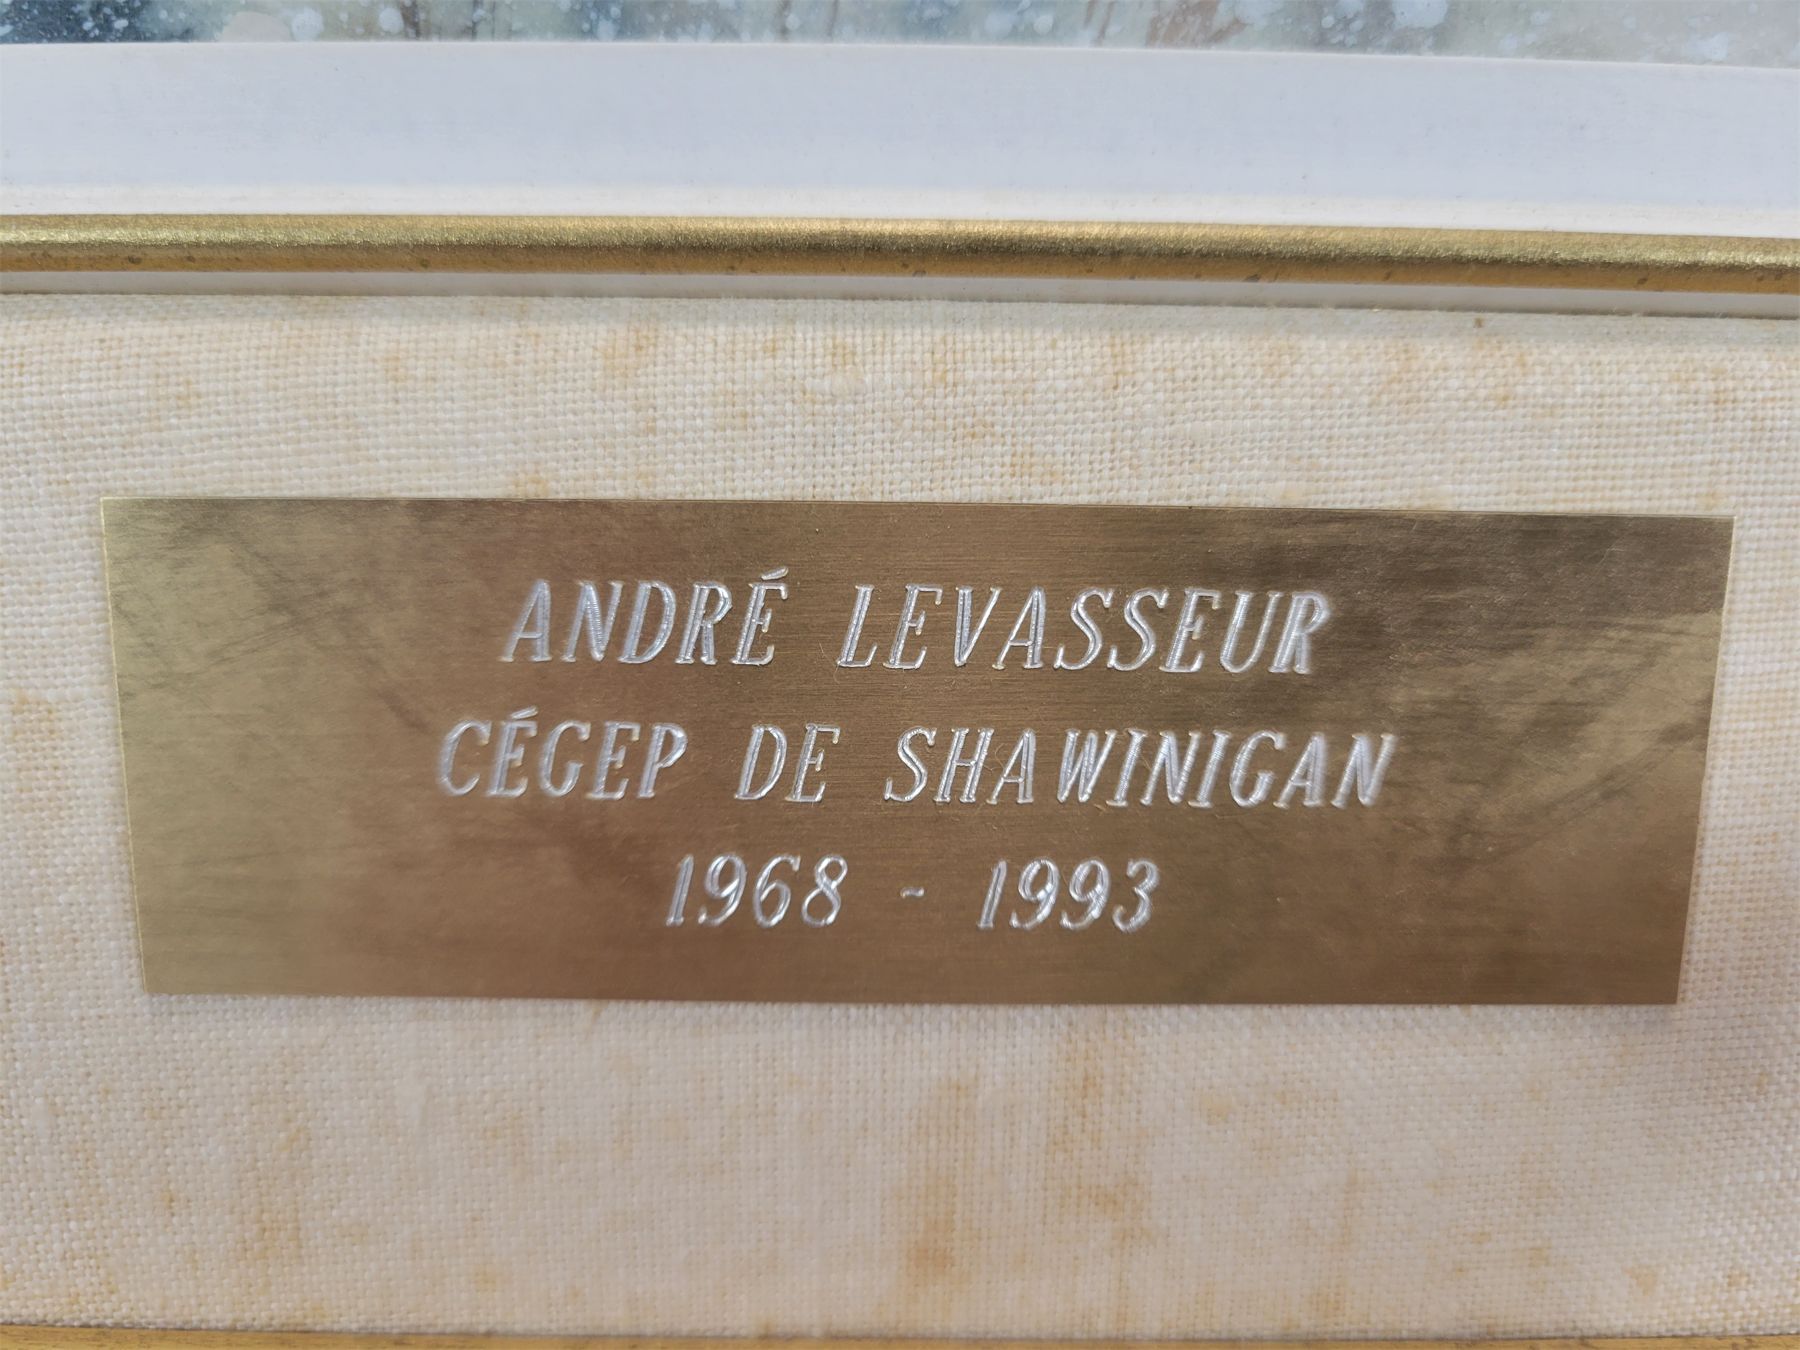 ANDRÉ LEVASSEUR
CÉGEP DE SHAWINIGAN
1968 - 1993